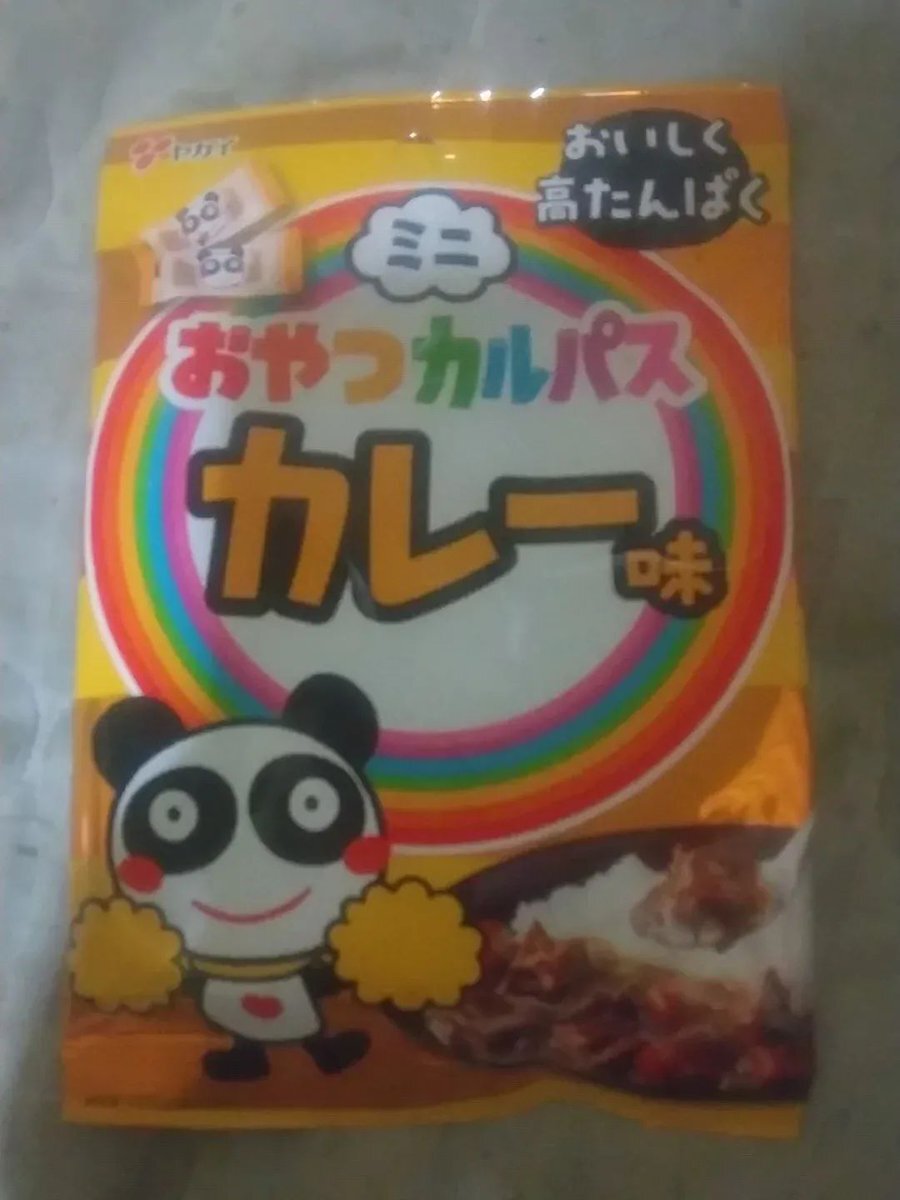 ヤガイ
おいしく
高たんぱく
ミニ
おやつカルパス
カレー味